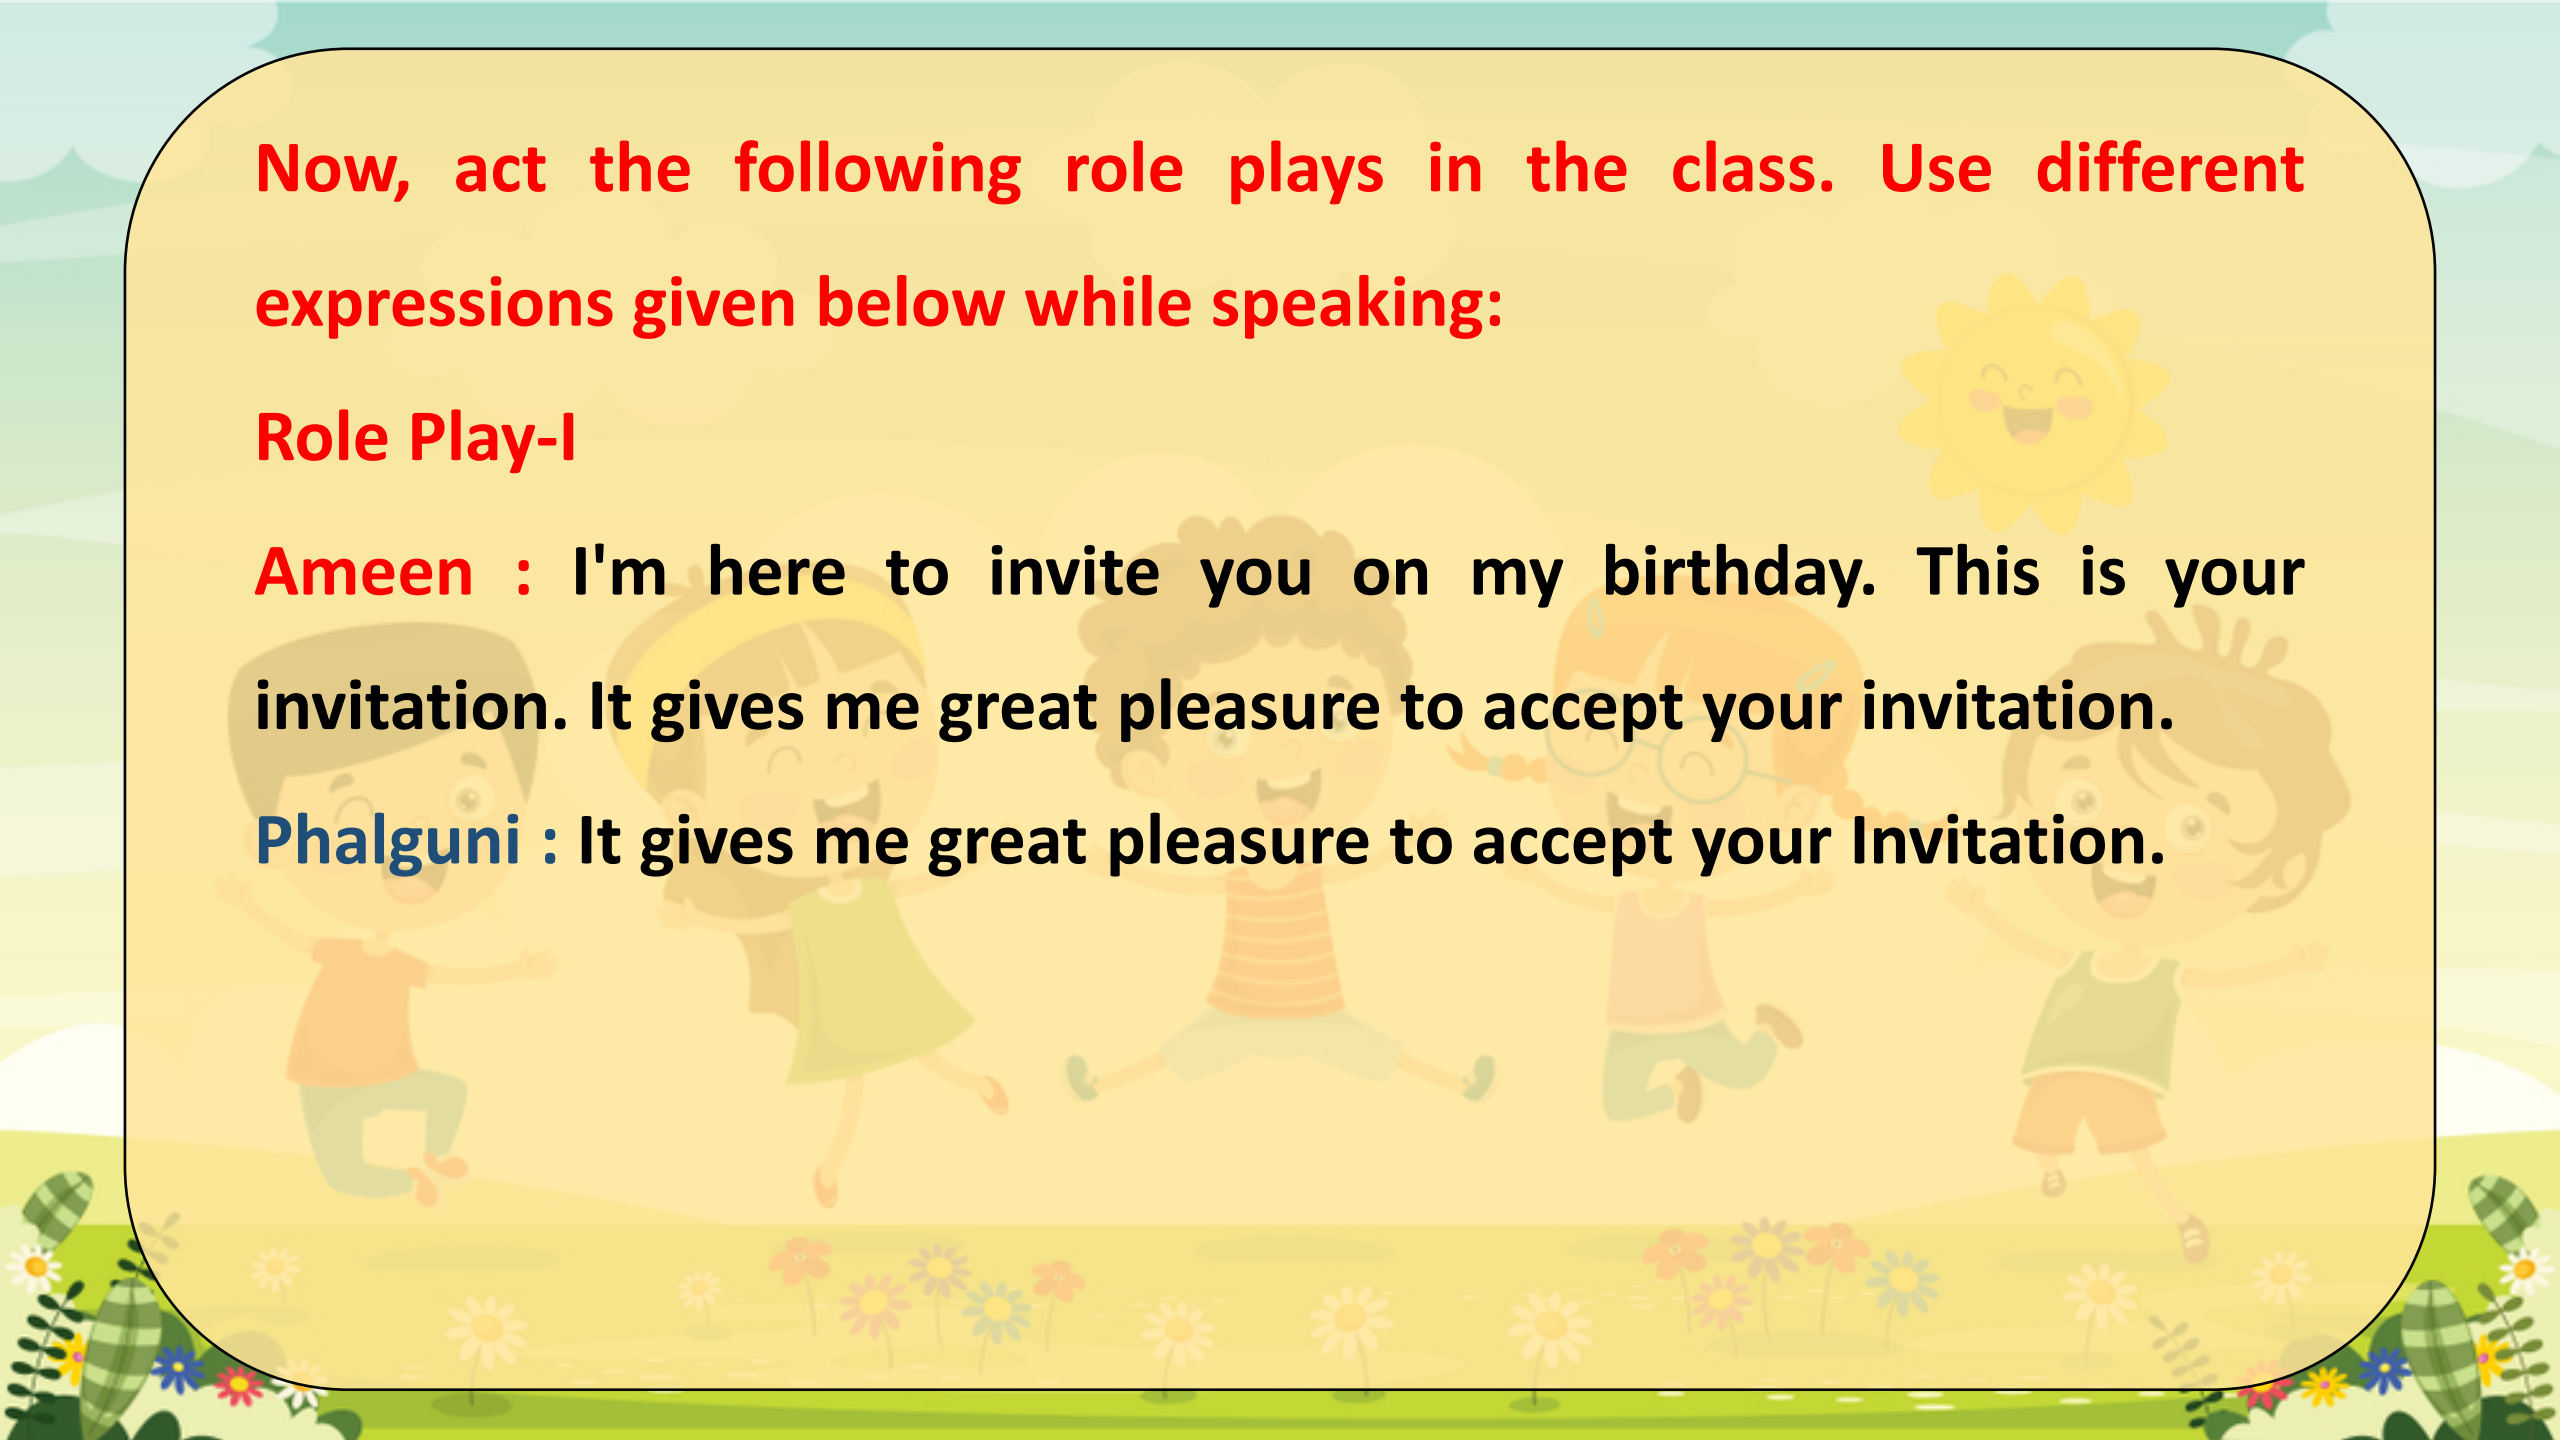 Now, act the following role plays in the class. Use different
expressions given below while speaking:
Role Play-I
Ameen : I'm here to invite you on my birthday. This is your
invitation. It gives me great pleasure to accept your invitation.
Phalguni : It gives me great pleasure to accept your Invitation.